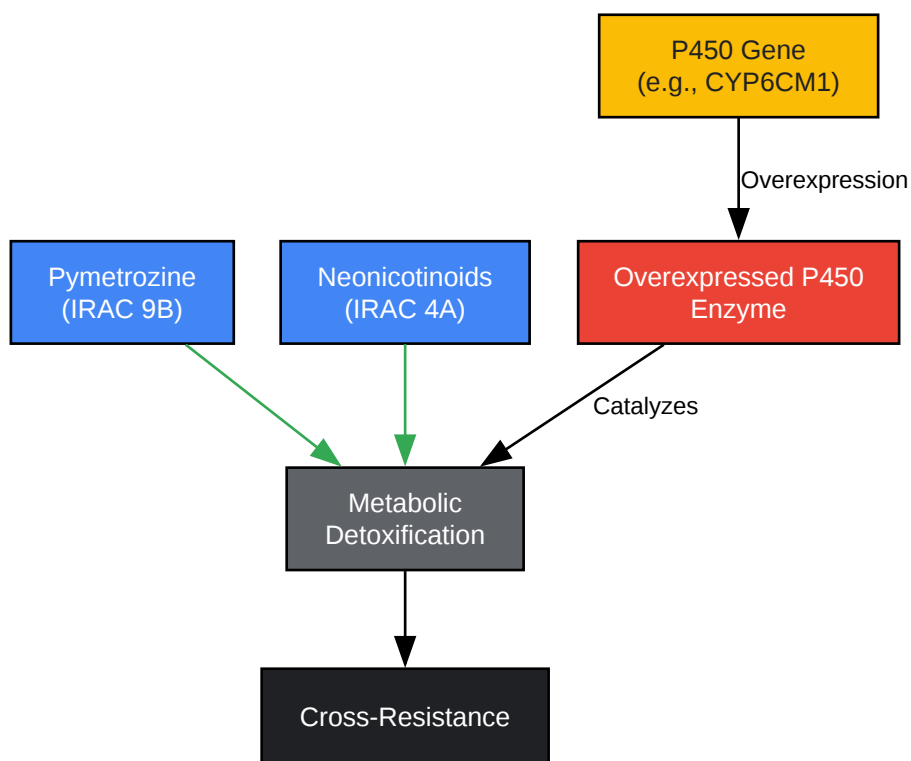 P450 Gene
(e.g., CYP6CM1)
Overexpression
Pymetrozine
(IRAC 9B)
Neonicotinoids
(IRAC 4A)
Overexpressed P450
Enzyme
Catalyzes
Metabolic
Detoxification
Cross-Resistance